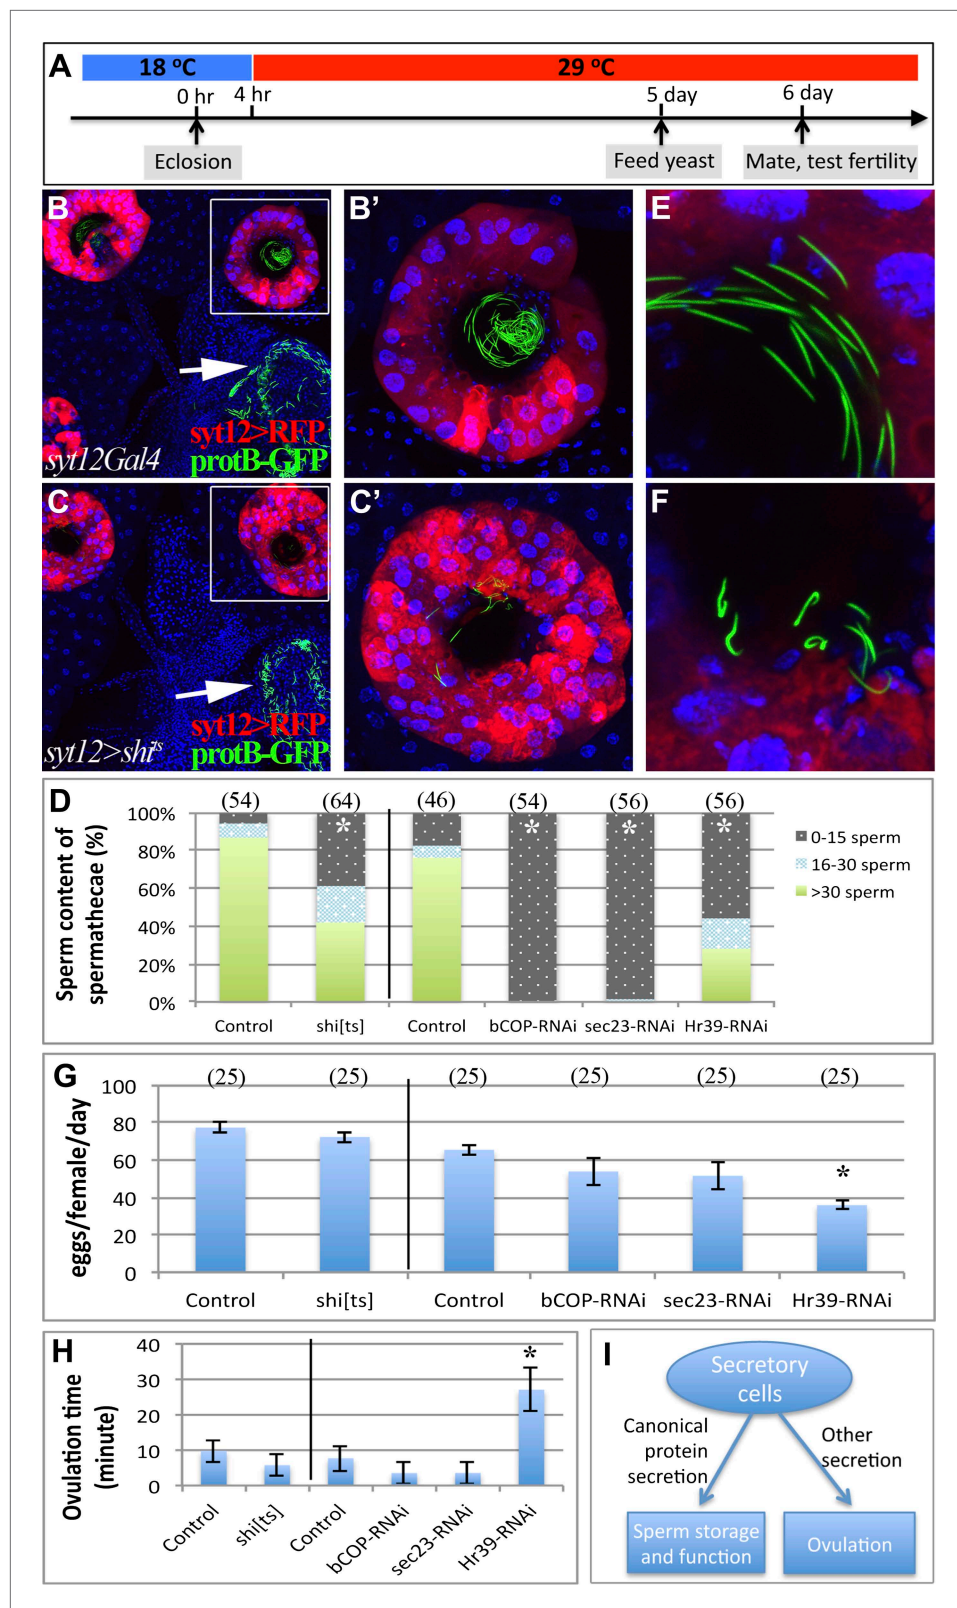 A
18 °C
29 °C
0 hr
4 hr
5 day
6 day
Eclosion
Feed yeast
Mate, test fertility
B
syt12>RFP
syt12Gal4
protB-GFP
B’
E
C
syt12>RFP
syt12>shi^ts
protB-GFP
C’
F
D
Sperm content of
spermathecae (%)
100%
80%
60%
40%
20%
0%
(54)
(64)
(46)
(54)
(56)
(56)
*
*
*
*
Control
shi[ts]
Control
bCOP-RNAi
sec23-RNAi
Hr39-RNAi
0-15 sperm
16-30 sperm
>30 sperm
G
eggs/female/day
100
80
60
40
20
0
(25)
(25)
(25)
(25)
(25)
(25)
*
Control
shi[ts]
Control
bCOP-RNAi
sec23-RNAi
Hr39-RNAi
H
Ovulation time
(minute)
40
30
20
10
0
*
Control
shi[ts]
Control
bCOP-RNAi
sec23-RNAi
Hr39-RNAi
I
Secretory
cells
Canonical
protein
secretion
Other
secretion
Sperm storage
and function
Ovulation